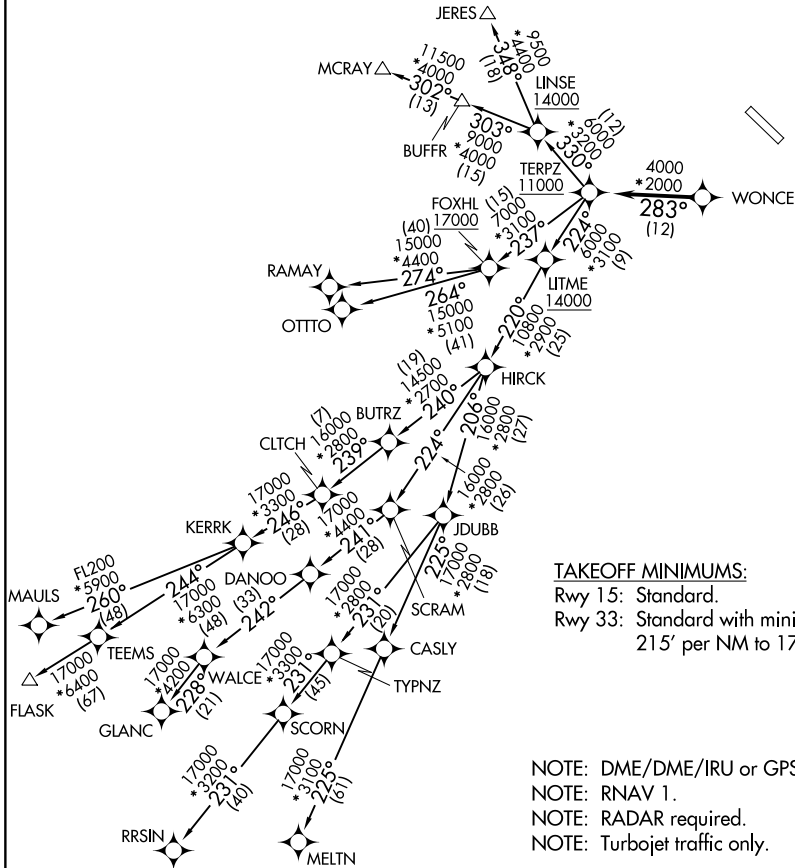 JERES
9500
*4400
348°
(18)
MCRAY
11500
*4000
302°
(13)
LINSE
14000
BUFFR
303°
9000
*4000
(15)
(12)
6000
*3200
330°
TERPZ
11000
4000
*2000
283°
(12)
WONCE
FOXHL
17000
(15)
7000
*3100
237°
224°
6000
*3100
(9)
(40)
15000
*4400
274°
RAMAY
OTTTO
264°
15000
*5100
(41)
LITME
14000
220°
10800
*2900
(25)
HIRCK
(19)
14500
*2700
240°
BUTRZ
206°
16000
*2800
(27)
224°
16000
*2800
(26)
(7)
16000
*2800
239°
CLTCH
17000
*3300
246°
(28)
KERRK
17000
*4400
241°
(28)
JDUBB
SCRAM
DANOO
225°
17000
*2800
(18)
17000
*2800
231°
(20)
FL200
*5900
260°
(48)
MAULS
244°
17000
*6300
(48)
TEEMS
(33)
242°
WALCE
CASLY
TYPNZ
17000
*6400
(67)
FLASK
17000
*4200
228°
(21)
GLANC
17000
*3300
231°
(45)
SCORN
17000
*3200
231°
(40)
RRSIN
17000
*3100
225°
(61)
MELTN
TAKEOFF MINIMUMS:
Rwy 15: Standard.
Rwy 33: Standard with mini
215' per NM to 17
NOTE: DME/DME/IRU or GPS
NOTE: RNAV 1.
NOTE: RADAR required.
NOTE: Turbojet traffic only.